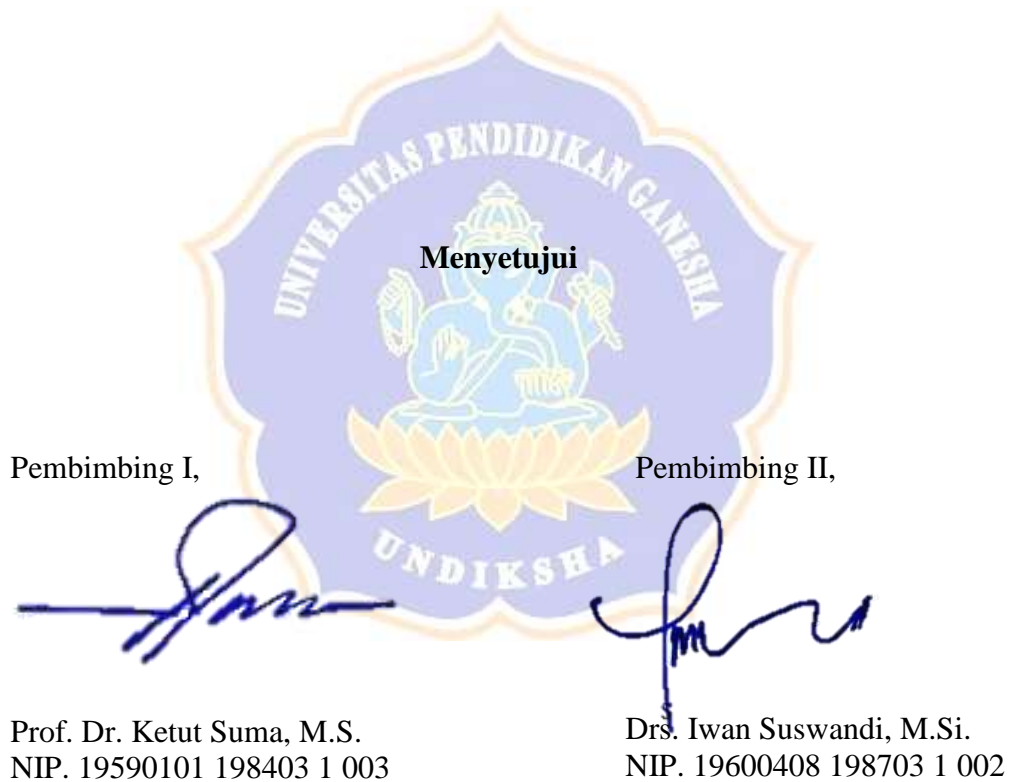 UNIVERSITAS PENDIDIKAN GANESHA
Menyetujui
Pembimbing I,
Pembimbing II,
UNDIKSHA
Prof. Dr. Ketut Suma, M.S.
Drs. Iwan Suswandi, M.Si.
NIP. 19590101 198403 1 003
NIP. 19600408 198703 1 002